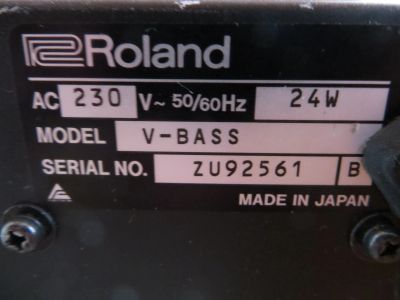 Roland
AC 230 V~ 50/60Hz 24W
MODEL V-BASS
SERIAL NO. ZU92561 B
MADE IN JAPAN